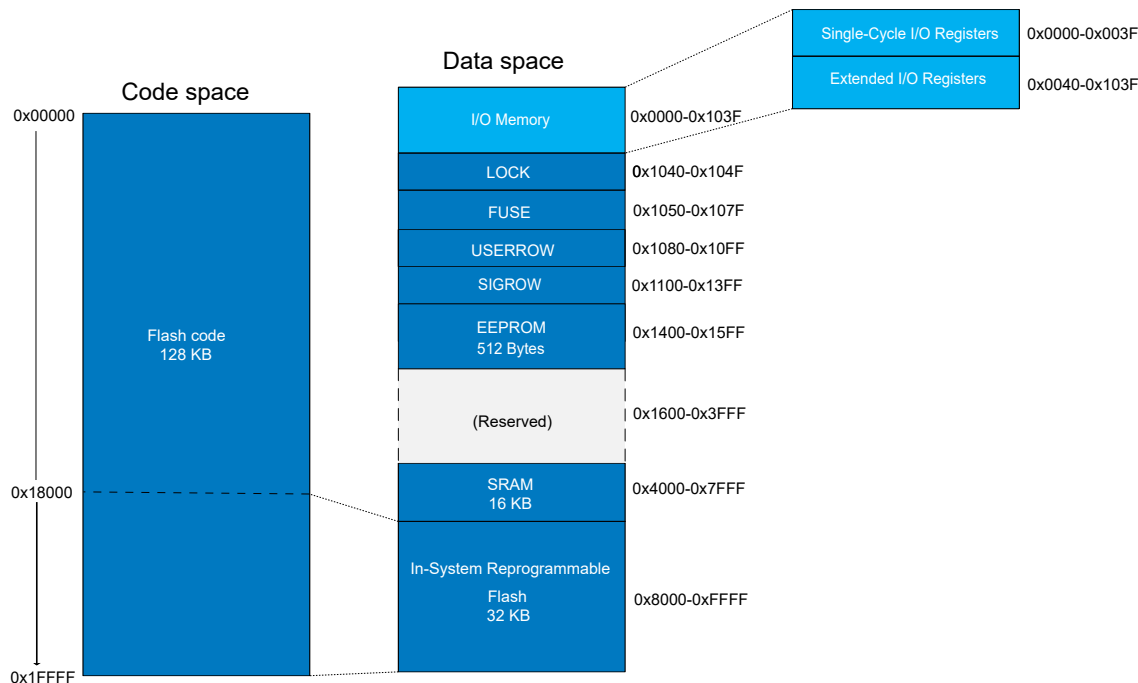 Single-Cycle I/O Registers
0x0000-0x003F
Extended I/O Registers
0x0040-0x103F
Data space
Code space
0x00000
I/O Memory
0x0000-0x103F
LOCK
0x1040-0x104F
FUSE
0x1050-0x107F
USERROW
0x1080-0x10FF
SIGROW
0x1100-0x13FF
EEPROM
512 Bytes
0x1400-0x15FF
Flash code
128 KB
(Reserved)
0x1600-0x3FFF
0x18000
SRAM
16 KB
0x4000-0x7FFF
In-System Reprogrammable
Flash
32 KB
0x8000-0xFFFF
0x1FFFF